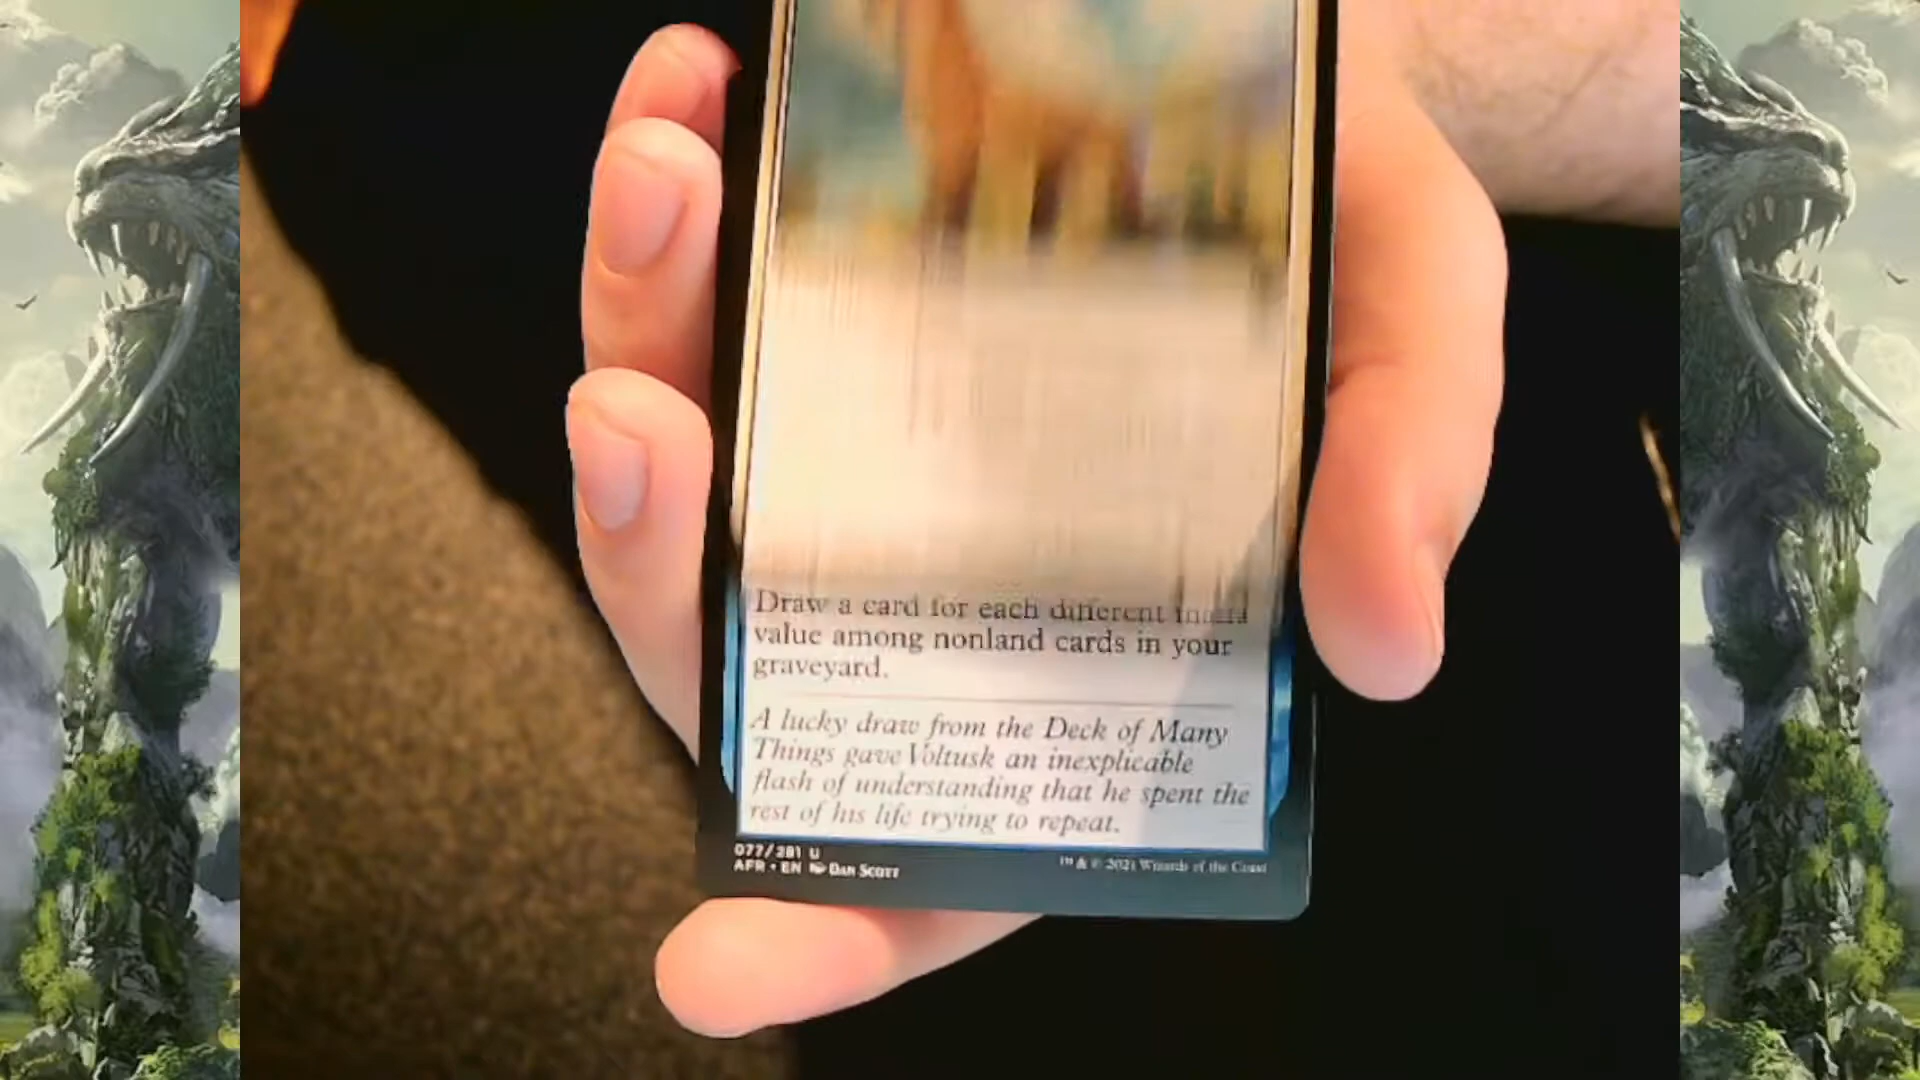 Draw a card for each different mana
value among nonland cards in your
graveyard.
A lucky draw from the Deck of Many
Things gave Voltusk an inexplicable
flash of understanding that he spent the
rest of his life trying to repeat.
077/281 U
AFR • EN Dan Scott
™ & © 2021 Wizards of the Coast